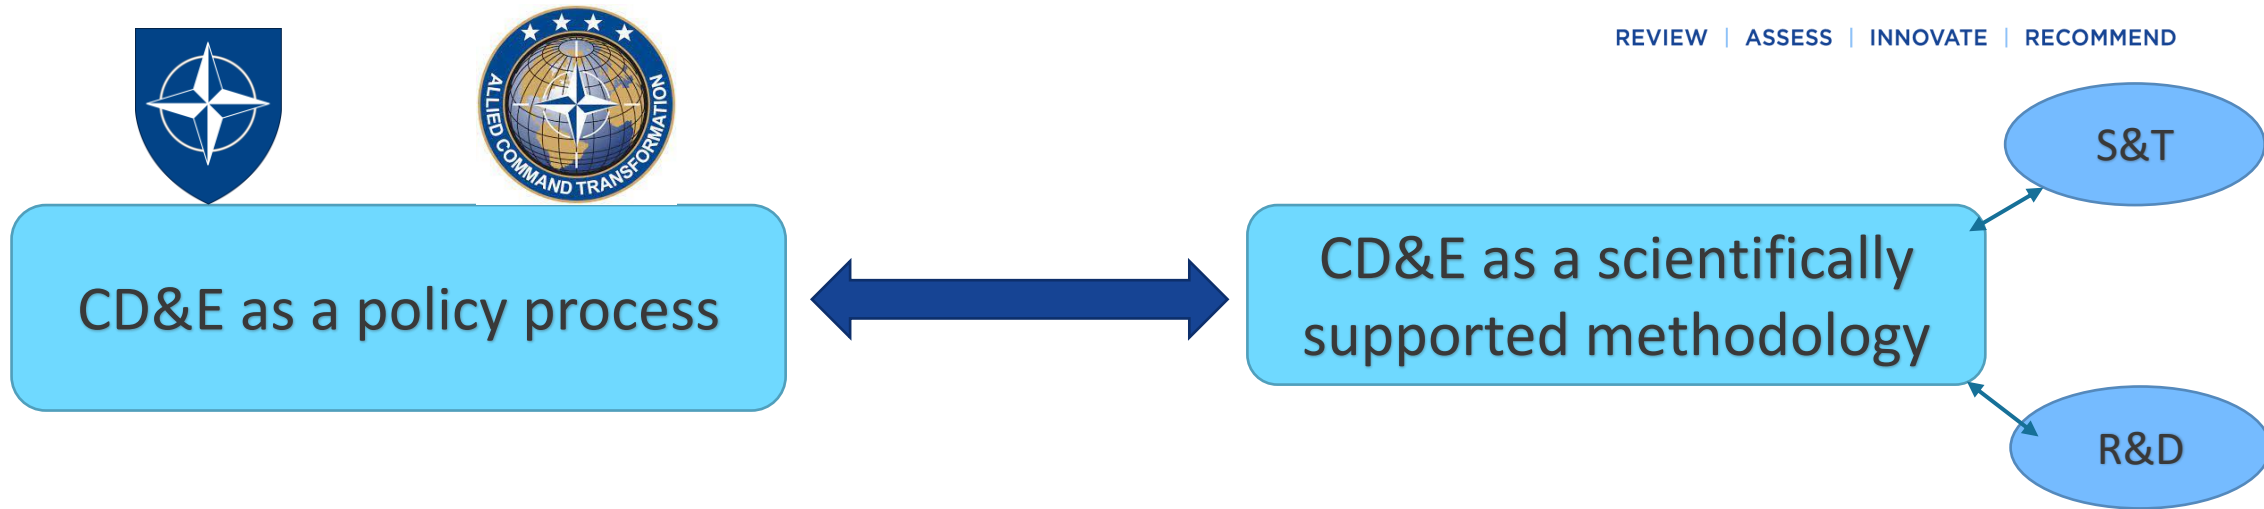 REVIEW | ASSESS | INNOVATE | RECOMMEND
ALLIED COMMAND TRANSFORMATION
CD&E as a policy process
CD&E as a scientifically
supported methodology
S&T
R&D